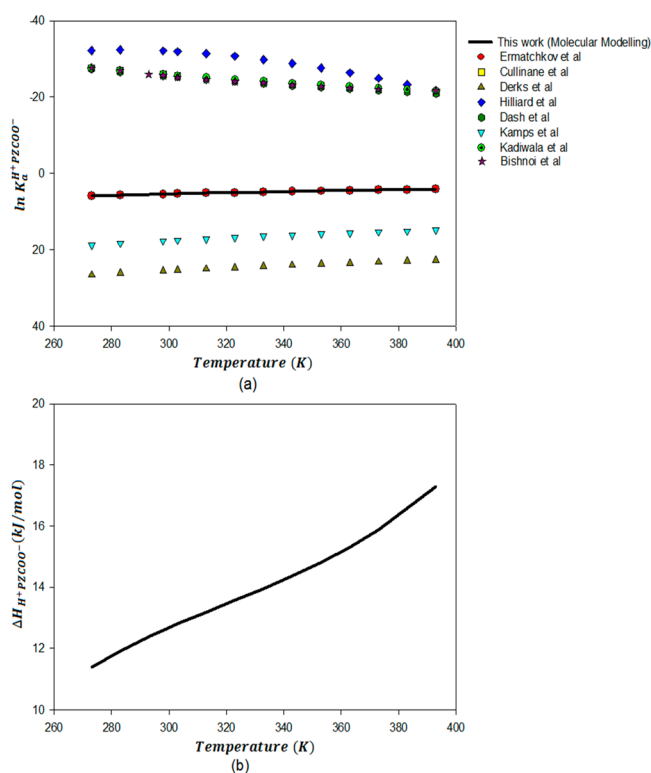 -40
-20
0
20
40
260 280 300 320 340 360 380 400
ln K_a^{H⁺PZCOO⁻}
Temperature (K)
(a)
This work (Molecular Modelling)
Ermatchkov et al
Cullinane et al
Derks et al
Hilliard et al
Dash et al
Kamps et al
Kadiwala et al
Bishnoi et al
20
18
16
14
12
10
260 280 300 320 340 360 380 400
ΔH_{H⁺PZCOO⁻}(kJ/mol)
Temperature (K)
(b)